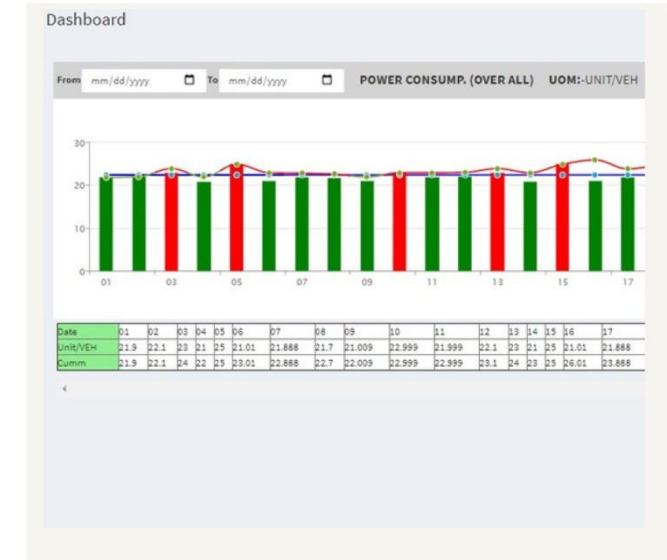 Dashboard
From mm/dd/yyyy To mm/dd/yyyy POWER CONSUMP. (OVER ALL) UOM:-UNIT/VEH
30
20
10
0
01 03 05 07 09 11 13 15 17
Date 01 02 03 04 05 06 07 08 09 10 11 12 13 14 15 16 17
Unit/VEH 21.9 22.1 23 21 25 21.01 21.888 21.7 21.009 22.999 21.999 22.1 23 21 25 21.01 21.888
Cumm 21.9 22.1 24 22 25 23.01 22.888 22.7 22.009 22.999 22.999 23.1 24 23 25 26.01 23.888